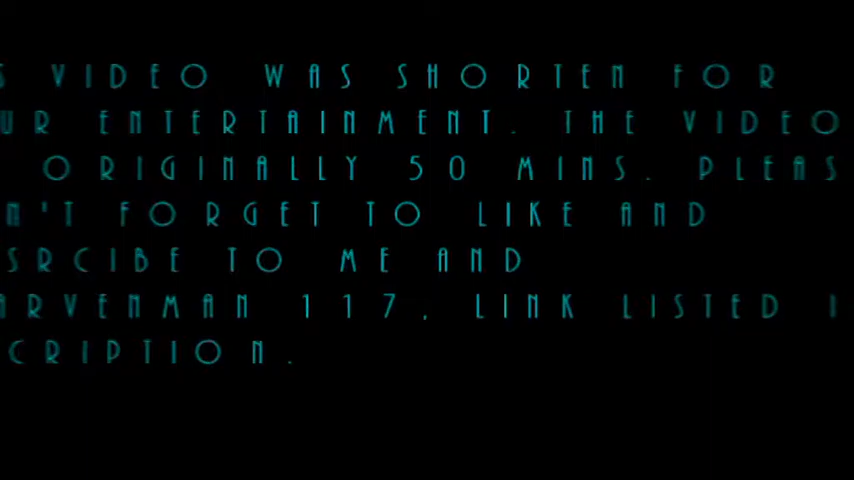 S VIDEO WAS SHORTEN FOR
UR ENTERTAINMENT. THE VIDEO
ORIGINALLY 50 MINS. PLEAS
N'T FORGET TO LIKE AND
SRCIBE TO ME AND
ARVENMAN 117, LINK LISTED I
CRIPTION.